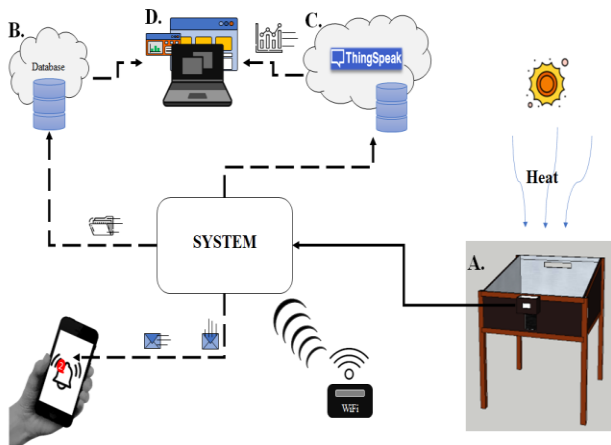 B.
Database
D.
C.
ThingSpeak
Heat
SYSTEM
A.
WiFi